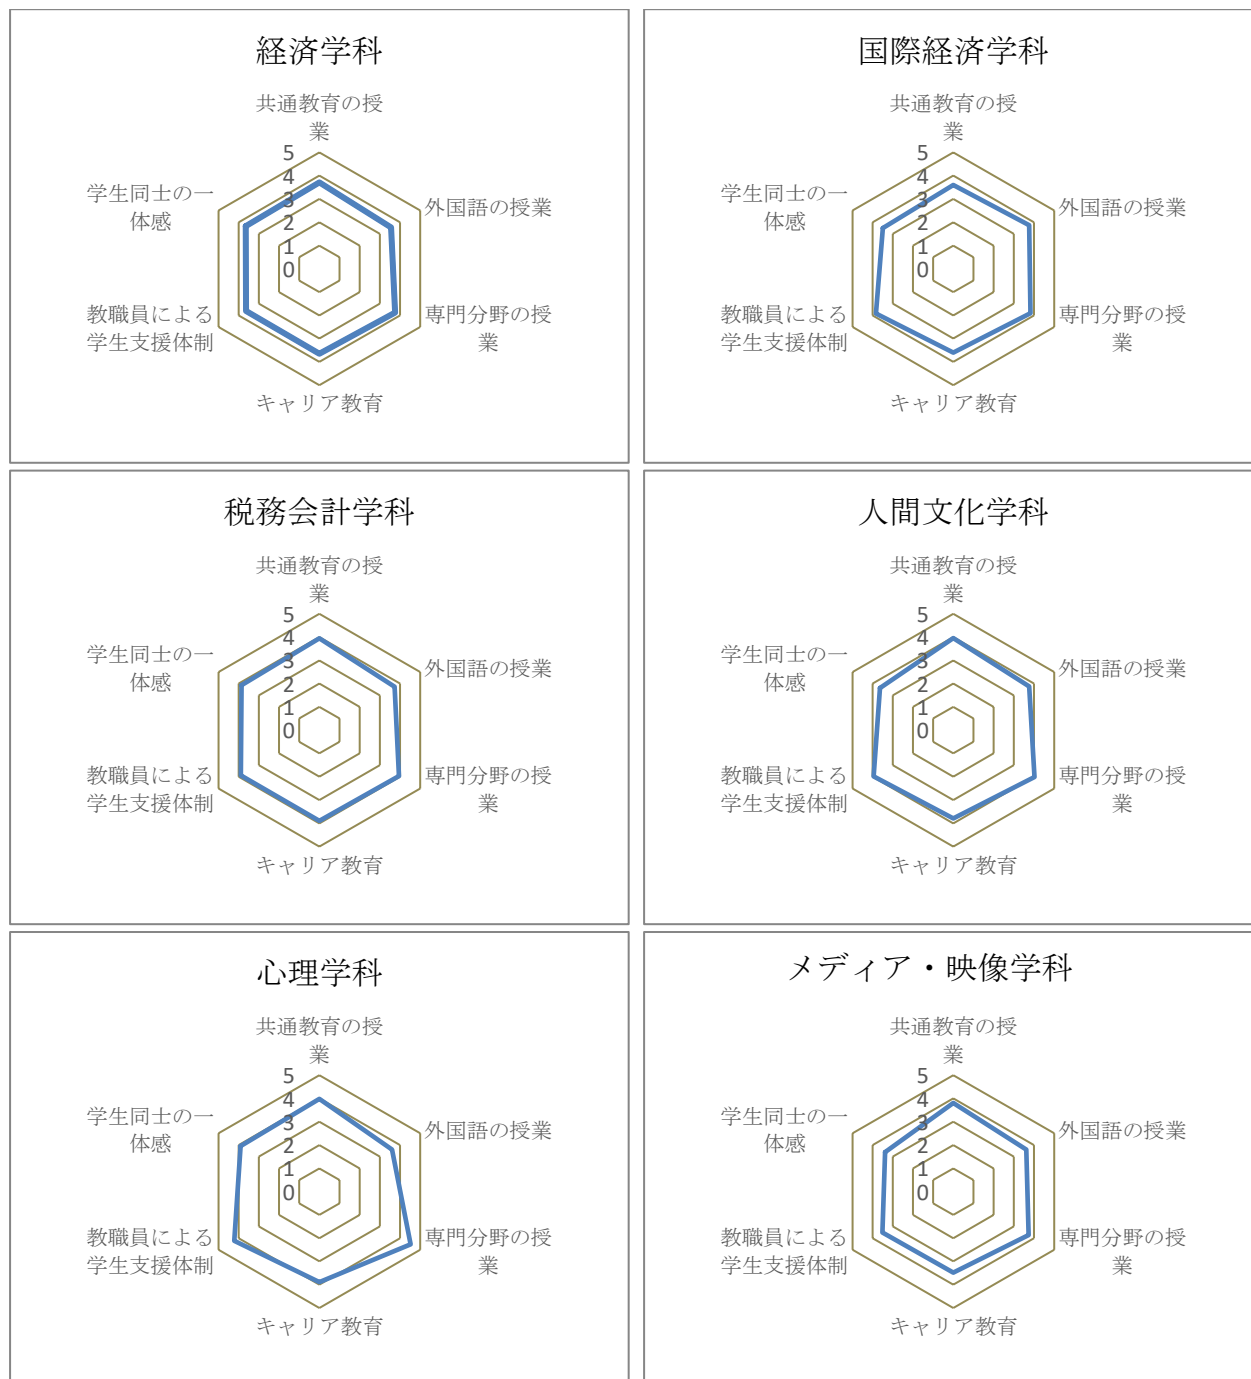 経済学科
共通教育の授
業
5
4
3
2
1
0
外国語の授業
専門分野の授
業
キャリア教育
教職員による
学生支援体制
学生同士の一
体感
国際経済学科
共通教育の授
業
5
4
3
2
1
0
外国語の授業
専門分野の授
業
キャリア教育
教職員による
学生支援体制
学生同士の一
体感
税務会計学科
共通教育の授
業
5
4
3
2
1
0
外国語の授業
専門分野の授
業
キャリア教育
教職員による
学生支援体制
学生同士の一
体感
人間文化学科
共通教育の授
業
5
4
3
2
1
0
外国語の授業
専門分野の授
業
キャリア教育
教職員による
学生支援体制
学生同士の一
体感
心理学科
共通教育の授
業
5
4
3
2
1
0
外国語の授業
専門分野の授
業
キャリア教育
教職員による
学生支援体制
学生同士の一
体感
メディア・映像学科
共通教育の授
業
5
4
3
2
1
0
外国語の授業
専門分野の授
業
キャリア教育
教職員による
学生支援体制
学生同士の一
体感